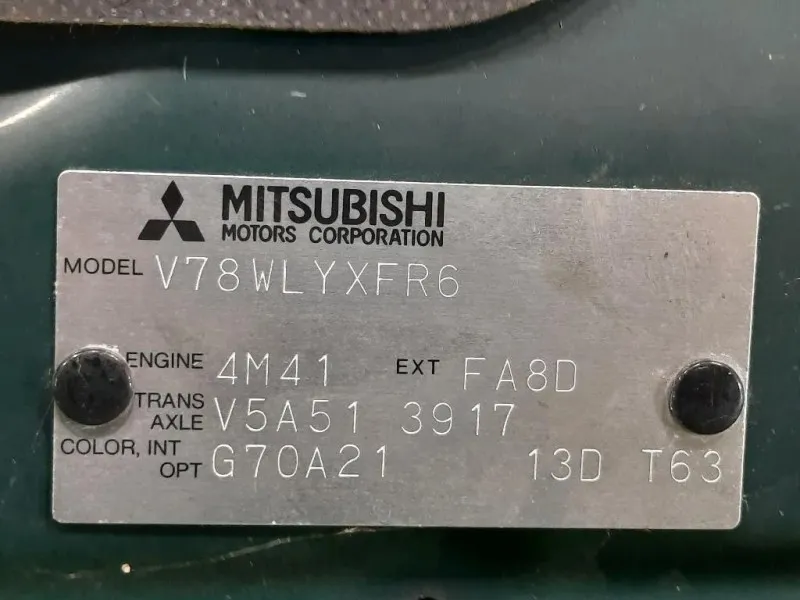 MITSUBISHI
MOTORS CORPORATION
MODEL V78WLYXFR6
ENGINE 4M41 EXT FA8D
TRANS
AXLE V5A51 3917
COLOR, INT
OPT G70A21 13D T63